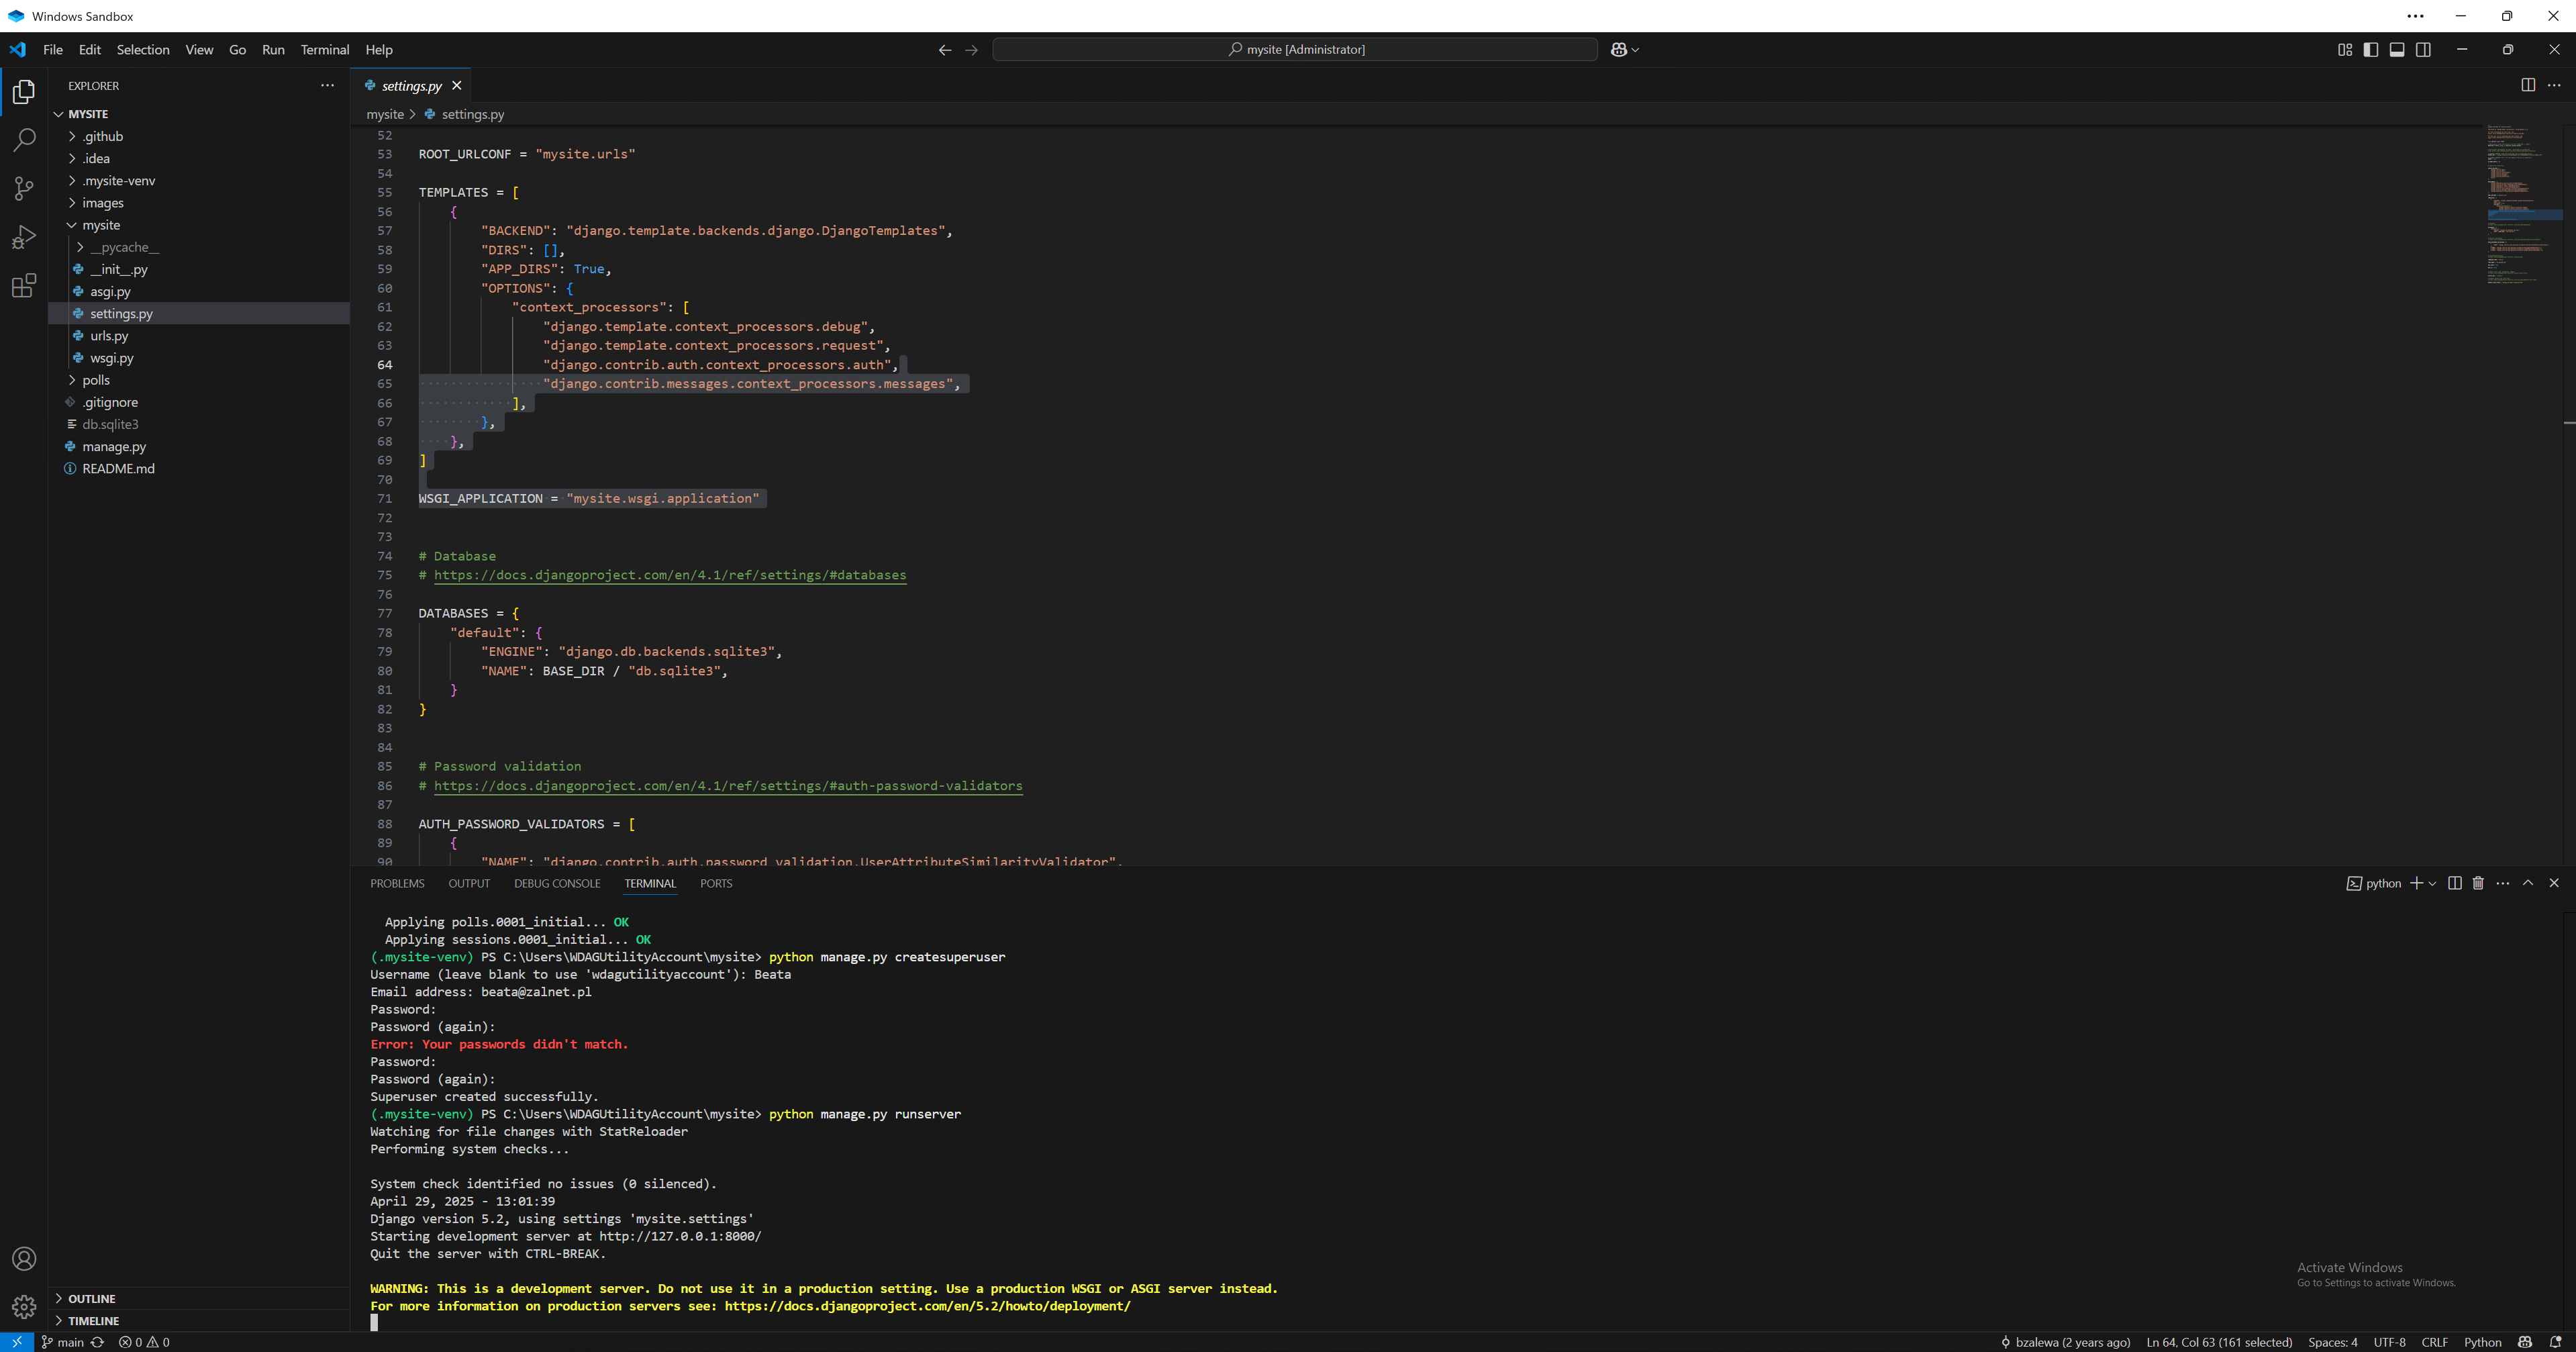 Windows Sandbox
File Edit Selection View Go Run Terminal Help
mysite [Administrator]
EXPLORER
settings.py
MYSITE
mysite > settings.py
.github
.idea
.mysite-venv
images
mysite
__pycache__
__init__.py
asgi.py
settings.py
urls.py
wsgi.py
polls
.gitignore
db.sqlite3
manage.py
README.md
OUTLINE
TIMELINE
52
53 ROOT_URLCONF = "mysite.urls"
54
55 TEMPLATES = [
56 {
57 "BACKEND": "django.template.backends.django.DjangoTemplates",
58 "DIRS": [],
59 "APP_DIRS": True,
60 "OPTIONS": {
61 "context_processors": [
62 "django.template.context_processors.debug",
63 "django.template.context_processors.request",
64 "django.contrib.auth.context_processors.auth",
65 "django.contrib.messages.context_processors.messages",
66 ],
67 },
68 },
69 ]
70
71 WSGI_APPLICATION = "mysite.wsgi.application"
72
73
74 # Database
75 # https://docs.djangoproject.com/en/4.1/ref/settings/#databases
76
77 DATABASES = {
78 "default": {
79 "ENGINE": "django.db.backends.sqlite3",
80 "NAME": BASE_DIR / "db.sqlite3",
81 }
82 }
83
84
85 # Password validation
86 # https://docs.djangoproject.com/en/4.1/ref/settings/#auth-password-validators
87
88 AUTH_PASSWORD_VALIDATORS = [
89 {
90 "NAME": "django.contrib.auth.password_validation.UserAttributeSimilarityValidator",
PROBLEMS OUTPUT DEBUG CONSOLE TERMINAL PORTS
python
Applying polls.0001_initial... OK
Applying sessions.0001_initial... OK
(.mysite-venv) PS C:\Users\WDAGUtilityAccount\mysite> python manage.py createsuperuser
Username (leave blank to use 'wdagutilityaccount'): Beata
Email address: beata@zalnet.pl
Password:
Password (again):
Error: Your passwords didn't match.
Password:
Password (again):
Superuser created successfully.
(.mysite-venv) PS C:\Users\WDAGUtilityAccount\mysite> python manage.py runserver
Watching for file changes with StatReloader
Performing system checks...
System check identified no issues (0 silenced).
April 29, 2025 - 13:01:39
Django version 5.2, using settings 'mysite.settings'
Starting development server at http://127.0.0.1:8000/
Quit the server with CTRL-BREAK.
WARNING: This is a development server. Do not use it in a production setting. Use a production WSGI or ASGI server instead.
For more information on production servers see: https://docs.djangoproject.com/en/5.2/howto/deployment/
Activate Windows
Go to Settings to activate Windows.
main 0 0 bzalewa (2 years ago) Ln 64, Col 63 (161 selected) Spaces: 4 UTF-8 CRLF Python